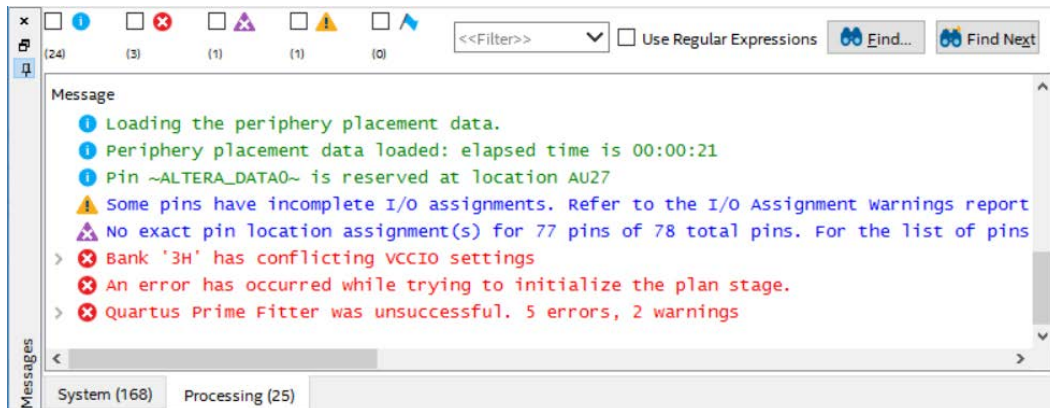 (24) (3) (1) (1) (0) <<Filter>> Use Regular Expressions Find... Find Next
Message
Loading the periphery placement data.
Periphery placement data loaded: elapsed time is 00:00:21
Pin ~ALTERA_DATA0~ is reserved at location AU27
Some pins have incomplete I/O assignments. Refer to the I/O Assignment Warnings report
No exact pin location assignment(s) for 77 pins of 78 total pins. For the list of pins
Bank '3H' has conflicting VCCIO settings
An error has occurred while trying to initialize the plan stage.
Quartus Prime Fitter was unsuccessful. 5 errors, 2 warnings
Messages
System (168) Processing (25)